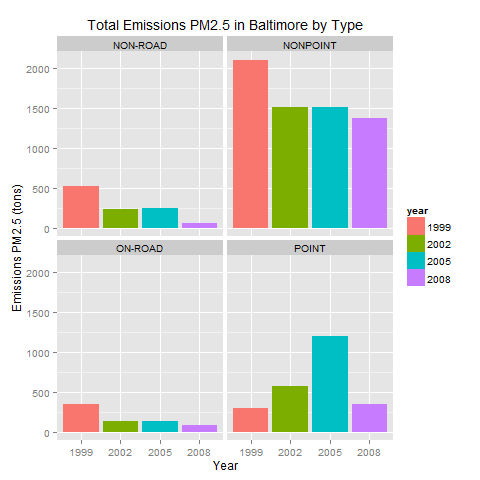 Total Emissions PM2.5 in Baltimore by Type
NON-ROAD
NONPOINT
2000
1500
1000
500
0
ON-ROAD
POINT
2000
1500
1000
500
0
Emissions PM2.5 (tons)
1999 2002 2005 2008
1999 2002 2005 2008
Year
year
1999
2002
2005
2008